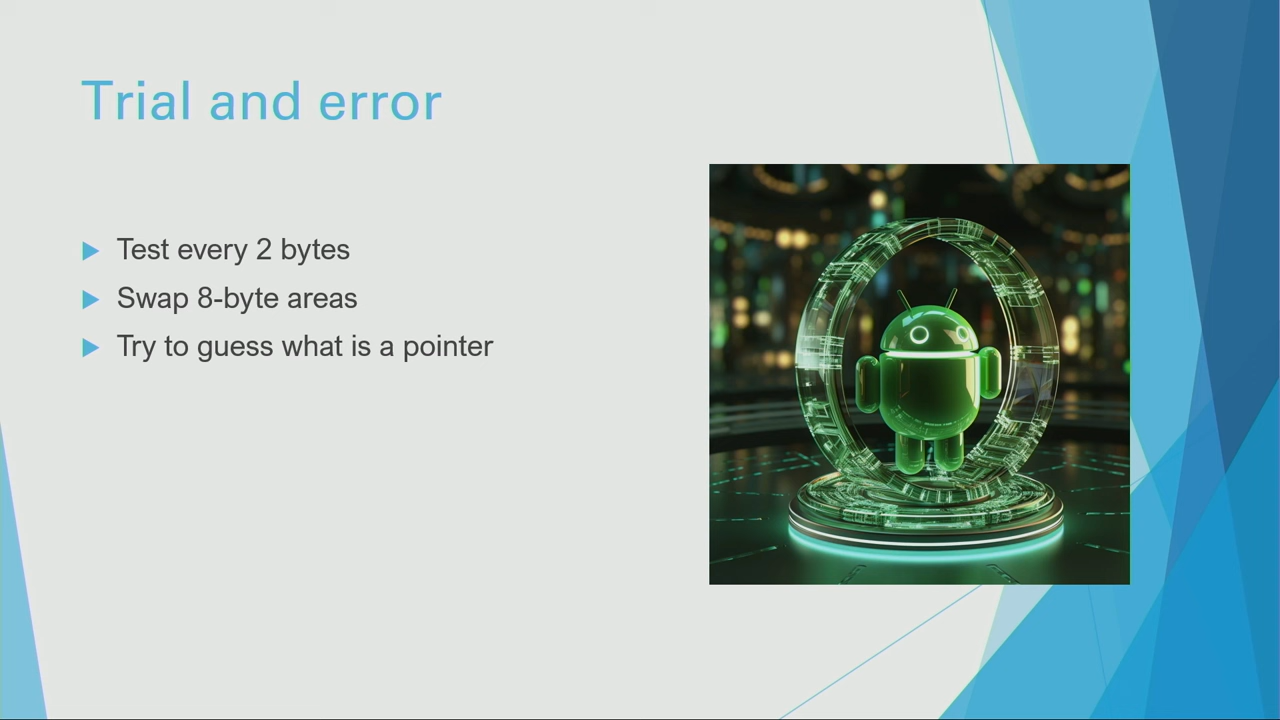 Trial and error
Test every 2 bytes
Swap 8-byte areas
Try to guess what is a pointer